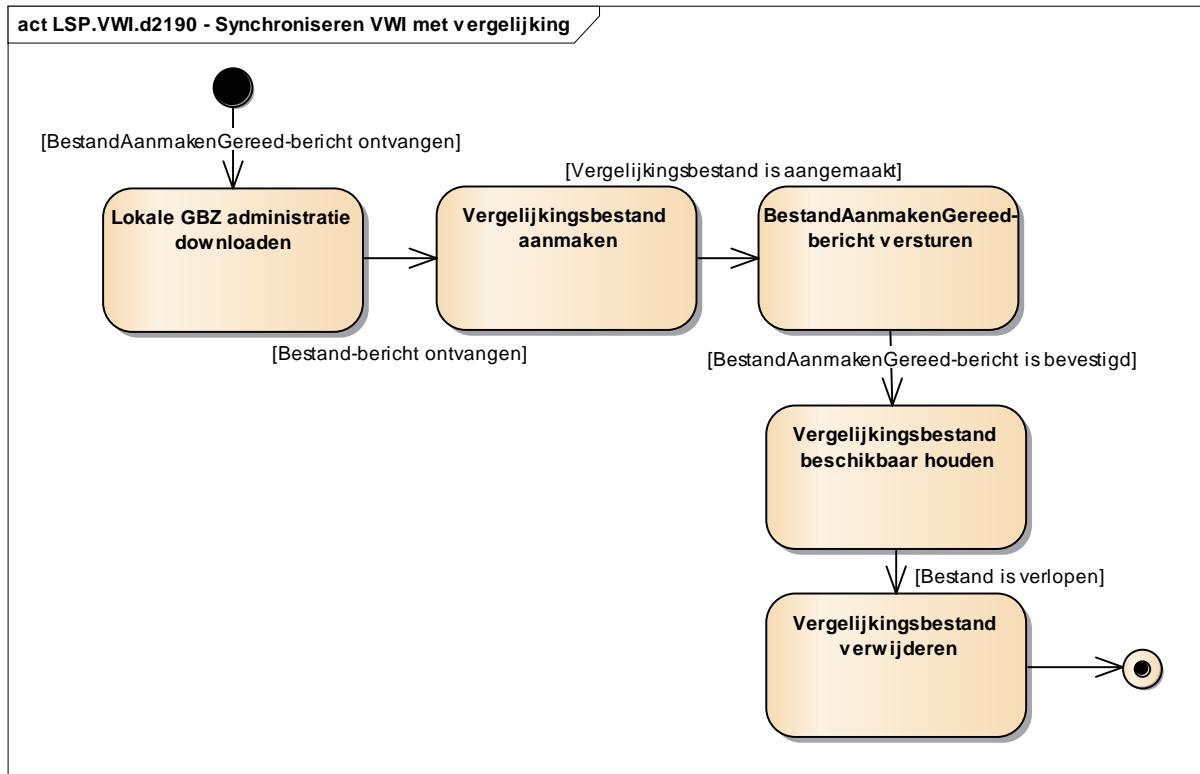 act LSP.VWI.d2190 - Synchroniseren VWI met vergelijking
[BestandAanmakenGereed-bericht ontvangen]
Lokale GBZ administratie
downloaden
[Bestand-bericht ontvangen]
Vergelijkingsbestand
aanmaken
[Vergelijkingsbestand is aangemaakt]
BestandAanmakenGereed-
bericht versturen
[BestandAanmakenGereed-bericht is bevestigd]
Vergelijkingsbestand
beschikbaar houden
[Bestand is verlopen]
Vergelijkingsbestand
verwijderen